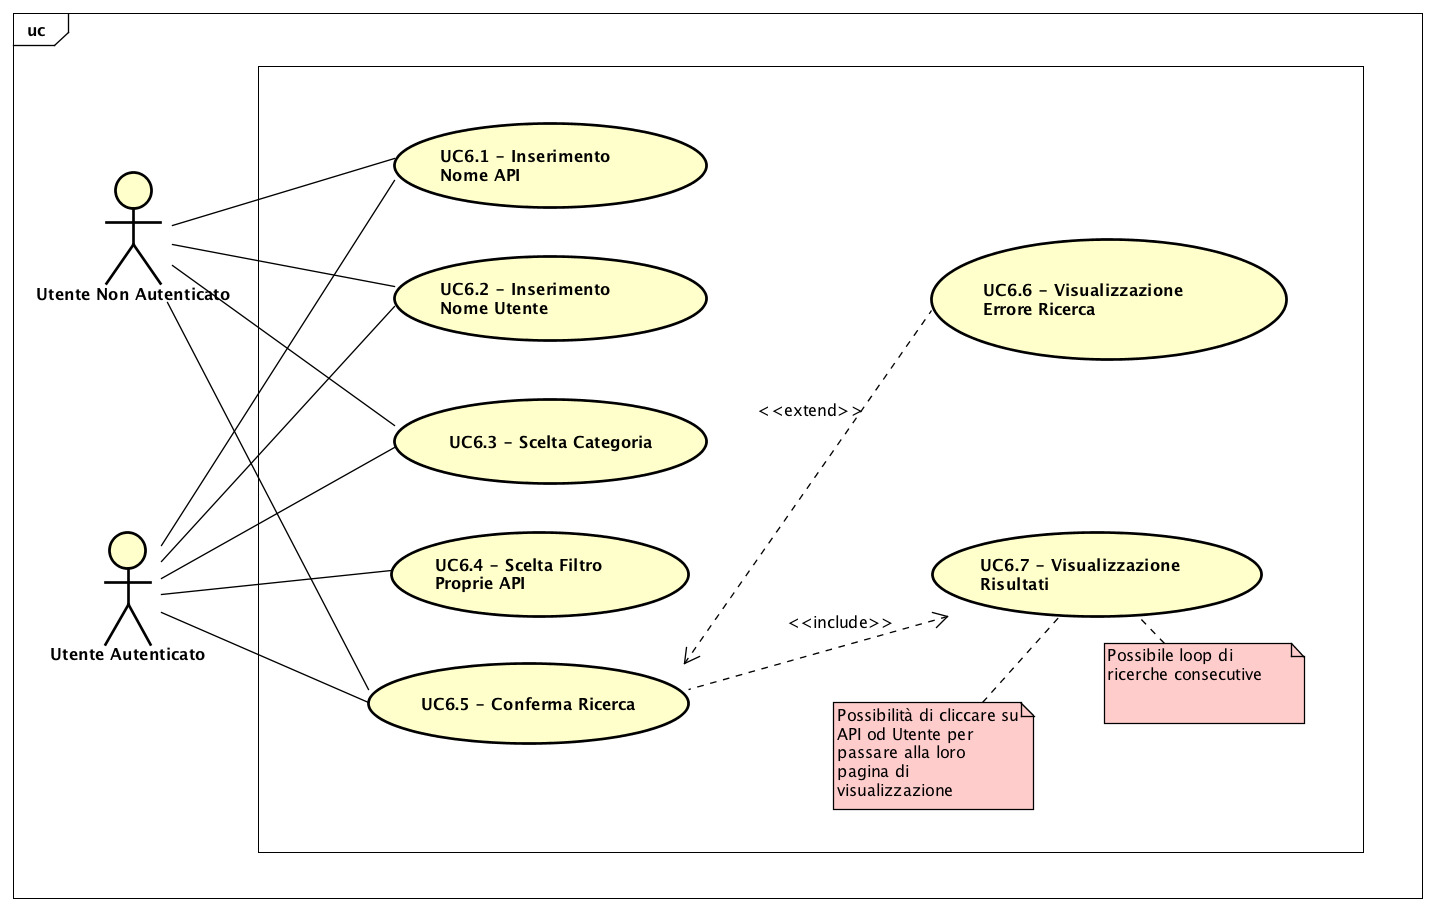 uc
UC6.1 – Inserimento
Nome API
Utente Non Autenticato
UC6.2 – Inserimento
Nome Utente
UC6.6 – Visualizzazione
Errore Ricerca
<<extend>>
UC6.3 – Scelta Categoria
UC6.4 – Scelta Filtro
Proprie API
UC6.7 – Visualizzazione
Risultati
<<include>>
Utente Autenticato
UC6.5 – Conferma Ricerca
Possibile loop di
ricerche consecutive
Possibilità di cliccare su
API od Utente per
passare alla loro
pagina di
visualizzazione